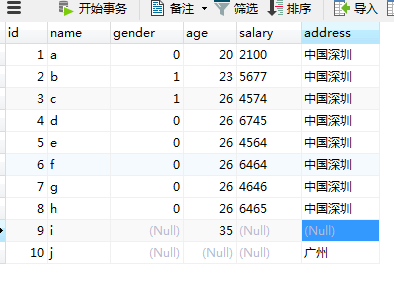 开始事务 备注 筛选 排序 导入
id name gender age salary address
1 a 0 20 2100 中国深圳
2 b 1 23 5677 中国深圳
3 c 1 26 4574 中国深圳
4 d 0 26 6745 中国深圳
5 e 0 26 4564 中国深圳
6 f 0 26 6464 中国深圳
7 g 0 26 4646 中国深圳
8 h 0 26 6465 中国深圳
9 i (Null) 35 (Null) (Null)
10 j (Null) (Null) (Null) 广州